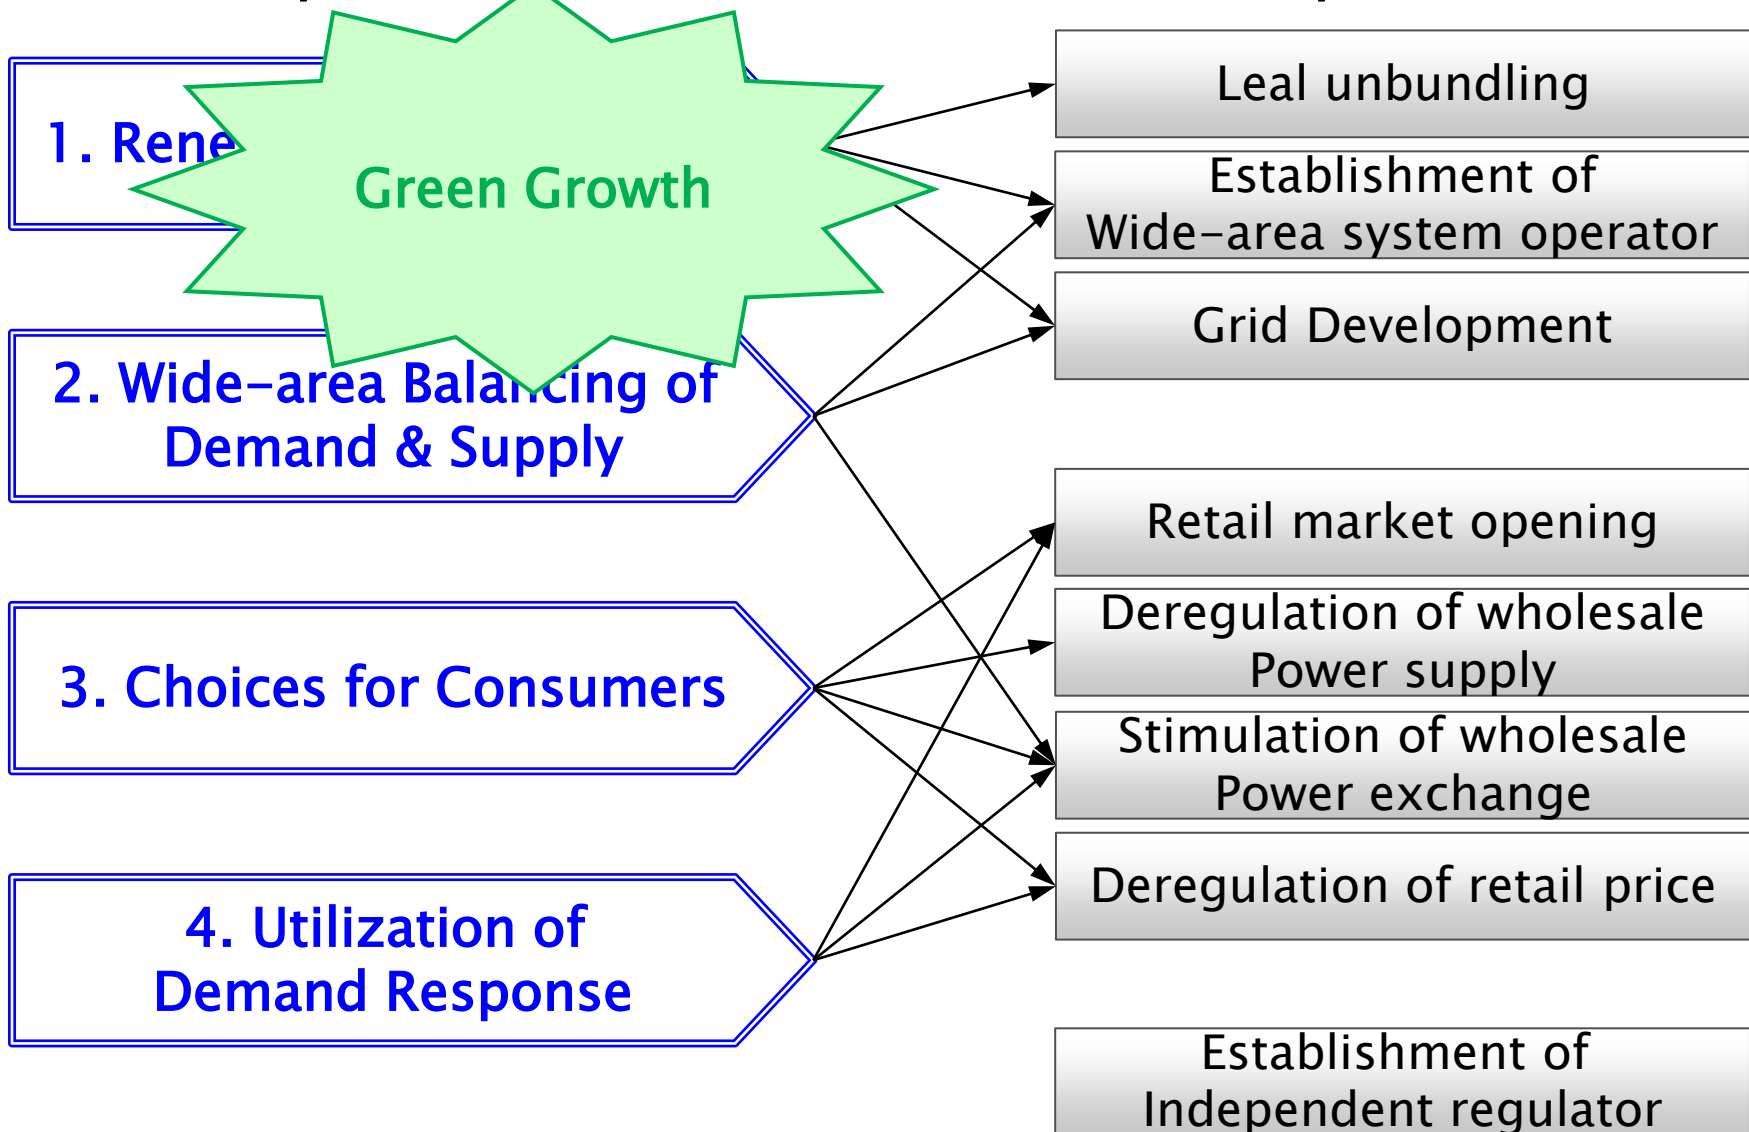 1. Rene
Green Growth
2. Wide-area Balancing of
Demand & Supply
3. Choices for Consumers
4. Utilization of
Demand Response
Leal unbundling
Establishment of
Wide-area system operator
Grid Development
Retail market opening
Deregulation of wholesale
Power supply
Stimulation of wholesale
Power exchange
Deregulation of retail price
Establishment of
Independent regulator